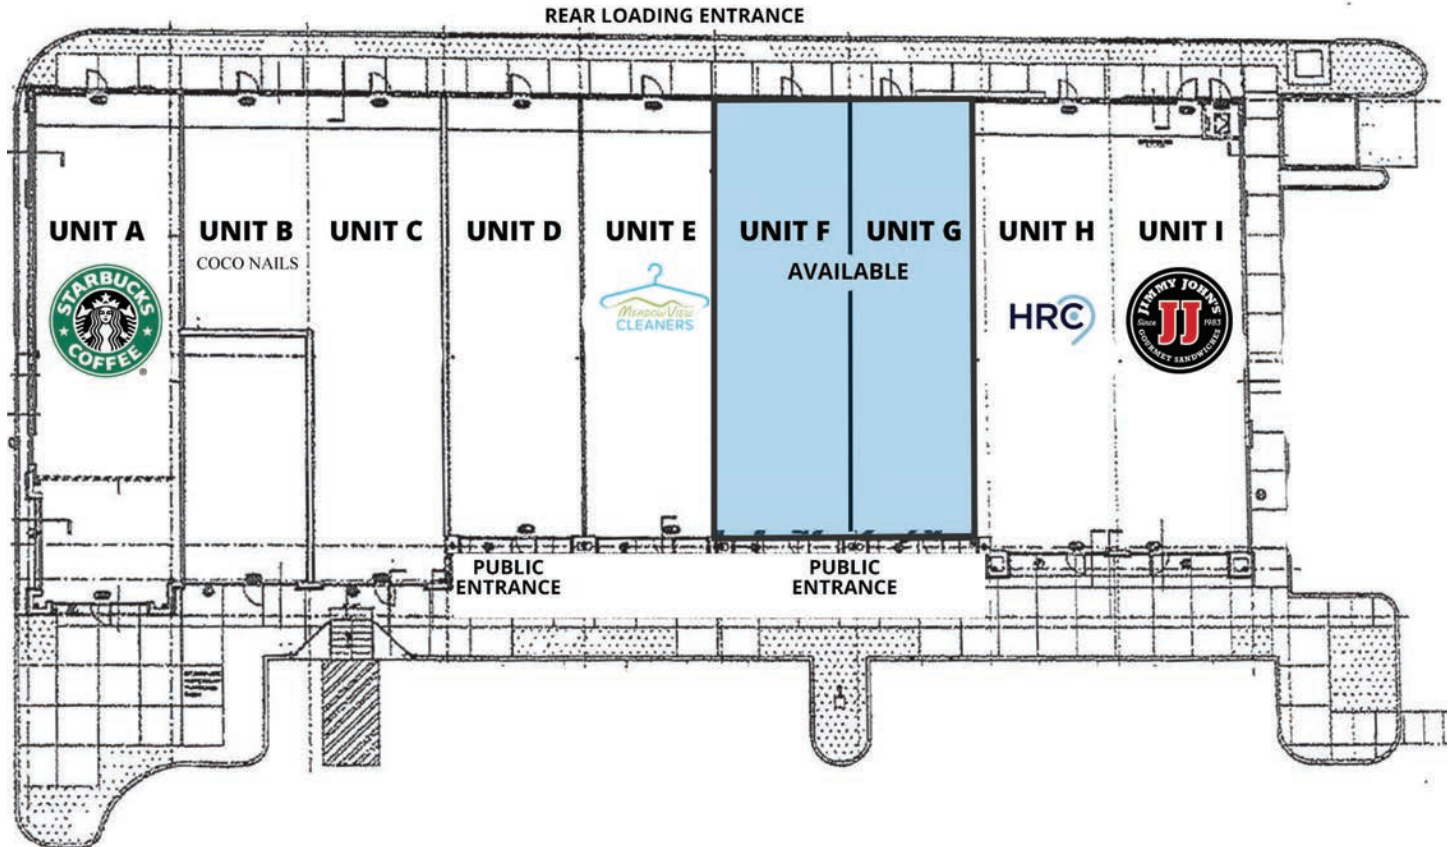 REAR LOADING ENTRANCE
UNIT A
UNIT B
UNIT C
UNIT D
UNIT E
UNIT F
UNIT G
UNIT H
UNIT I
COCO NAILS
AVAILABLE
STARBUCKS
COFFEE
®
MEADOWVIEW
CLEANERS
HRC
JIMMY JOHN'S
Since
1983
JJ
GOURMET SANDWICHES
PUBLIC
ENTRANCE
PUBLIC
ENTRANCE